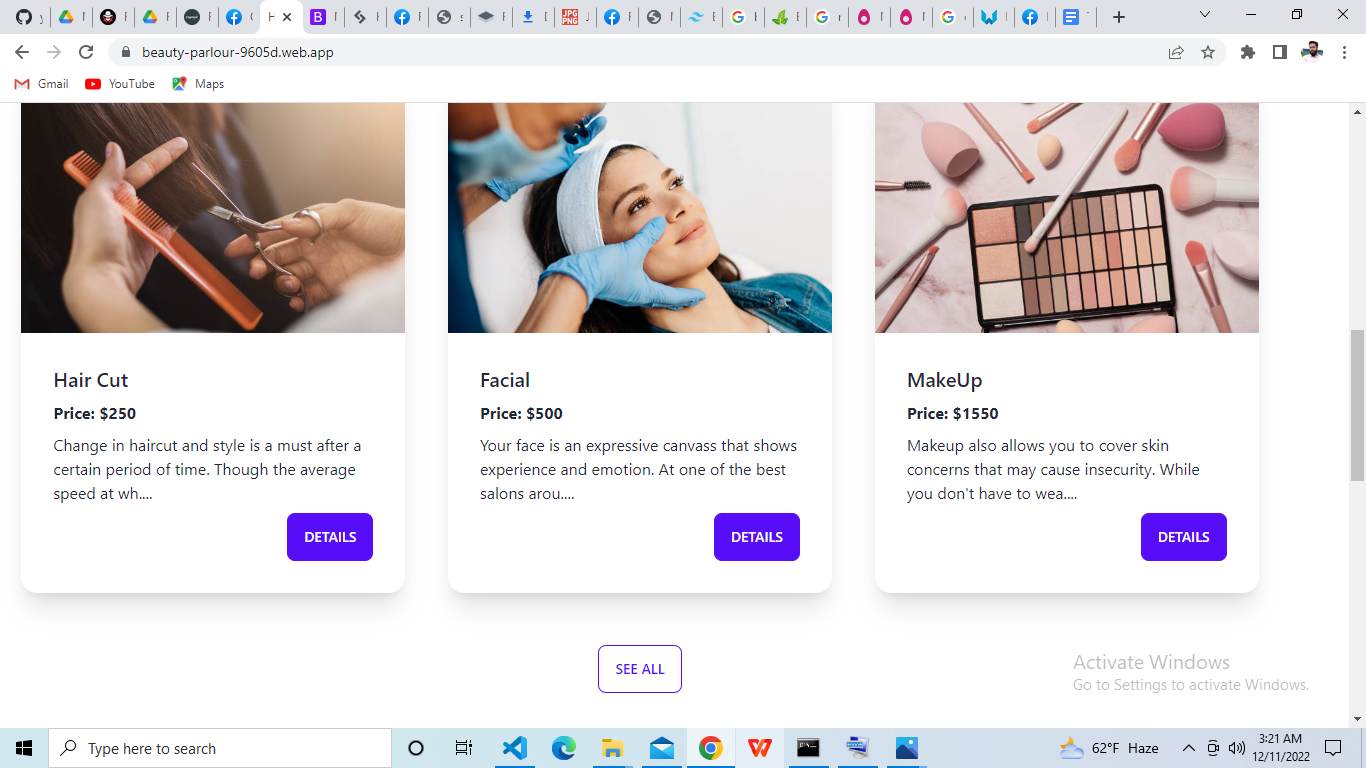 beauty-parlour-9605d.web.app
Gmail
YouTube
Maps
JPG
PNG
Hair Cut
Price: $250
Change in haircut and style is a must after a
certain period of time. Though the average
speed at wh....
DETAILS
Facial
Price: $500
Your face is an expressive canvass that shows
experience and emotion. At one of the best
salons arou....
DETAILS
MakeUp
Price: $1550
Makeup also allows you to cover skin
concerns that may cause insecurity. While
you don't have to wea....
DETAILS
SEE ALL
Activate Windows
Go to Settings to activate Windows.
Type here to search
62°F Haze
3:21 AM
12/11/2022